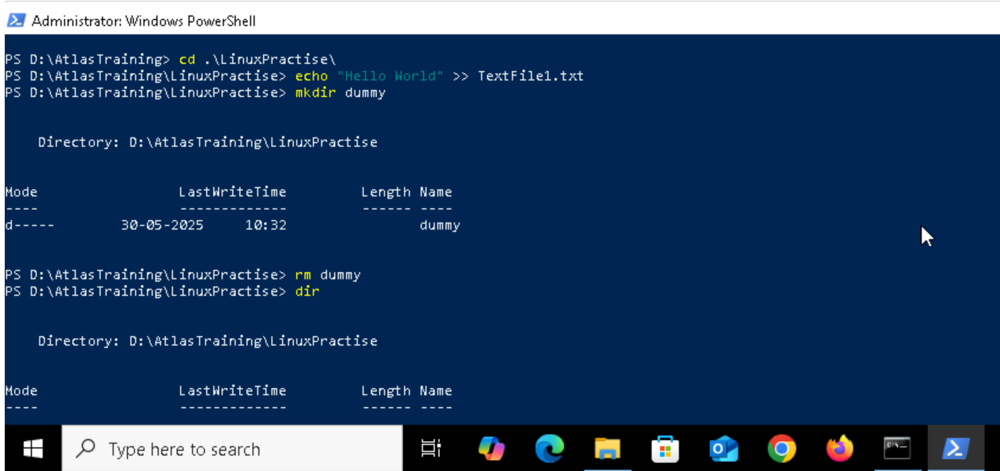 Administrator: Windows PowerShell
PS D:\AtlasTraining> cd .\LinuxPractise\
PS D:\AtlasTraining\LinuxPractise> echo "Hello World" >> TextFile1.txt
PS D:\AtlasTraining\LinuxPractise> mkdir dummy
Directory: D:\AtlasTraining\LinuxPractise
Mode LastWriteTime Length Name
---- ------------- ------ ----
d----- 30-05-2025 10:32 dummy
PS D:\AtlasTraining\LinuxPractise> rm dummy
PS D:\AtlasTraining\LinuxPractise> dir
Directory: D:\AtlasTraining\LinuxPractise
Mode LastWriteTime Length Name
---- ------------- ------ ----
Type here to search